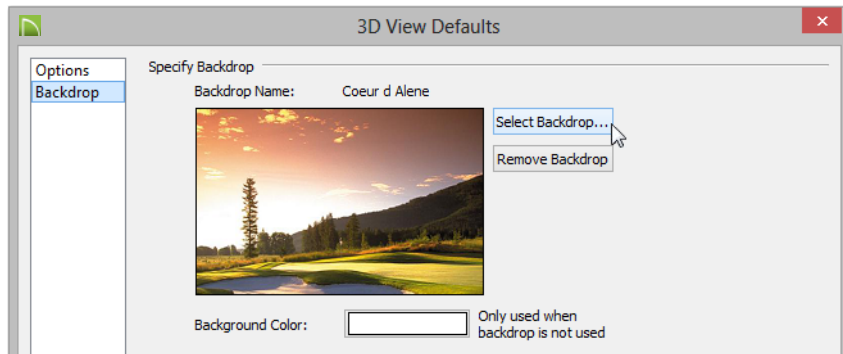 3D View Defaults
Options
Backdrop
Specify Backdrop
Backdrop Name: Coeur d Alene
Select Backdrop...
Remove Backdrop
Background Color:
Only used when
backdrop is not used